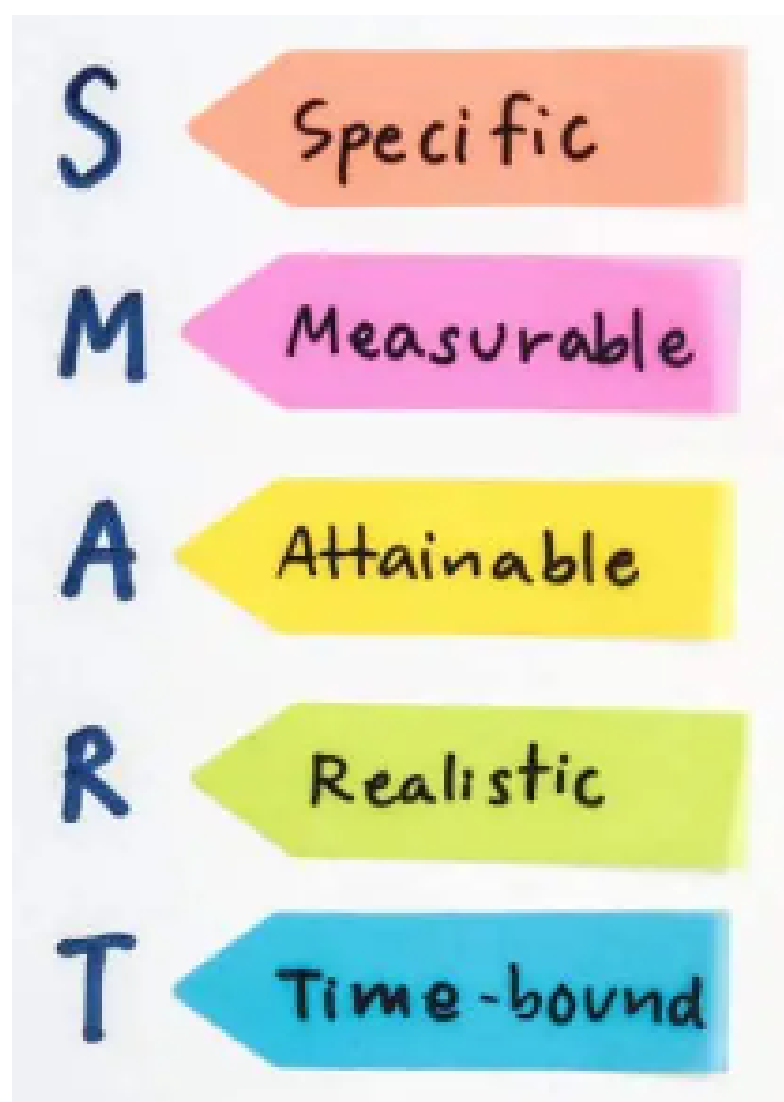 S Specific
M Measurable
A Attainable
R Realistic
T Time-bound